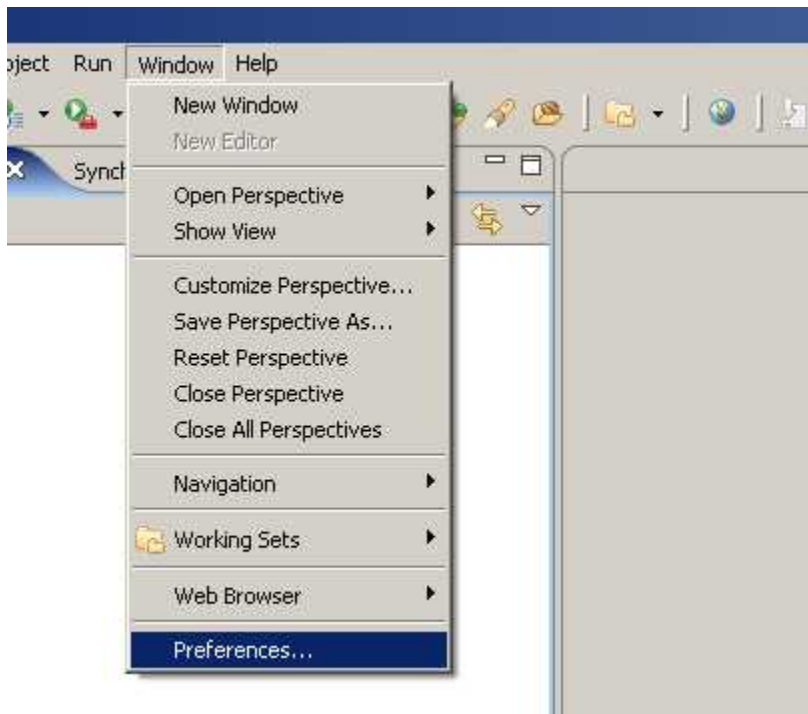 oject Run Window Help
New Window
New Editor
Synch
Open Perspective
Show View
Customize Perspective...
Save Perspective As...
Reset Perspective
Close Perspective
Close All Perspectives
Navigation
Working Sets
Web Browser
Preferences...